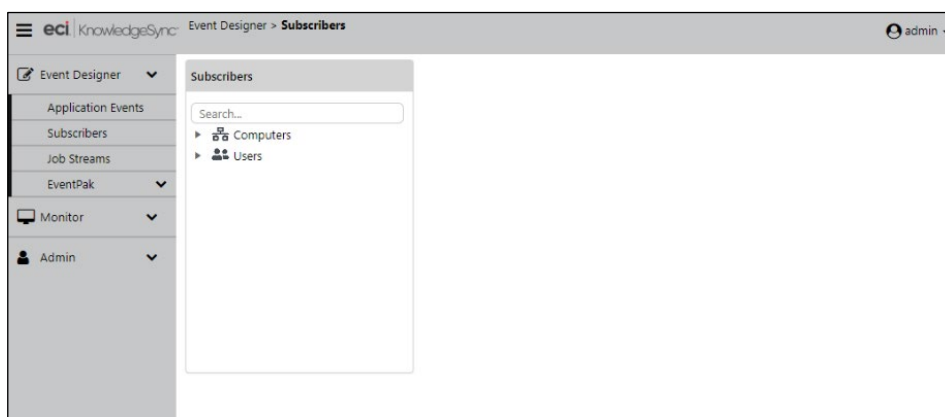 eci KnowledgeSync Event Designer > Subscribers admin
Event Designer
Application Events
Subscribers
Job Streams
EventPak
Monitor
Admin
Subscribers
Search...
Computers
Users